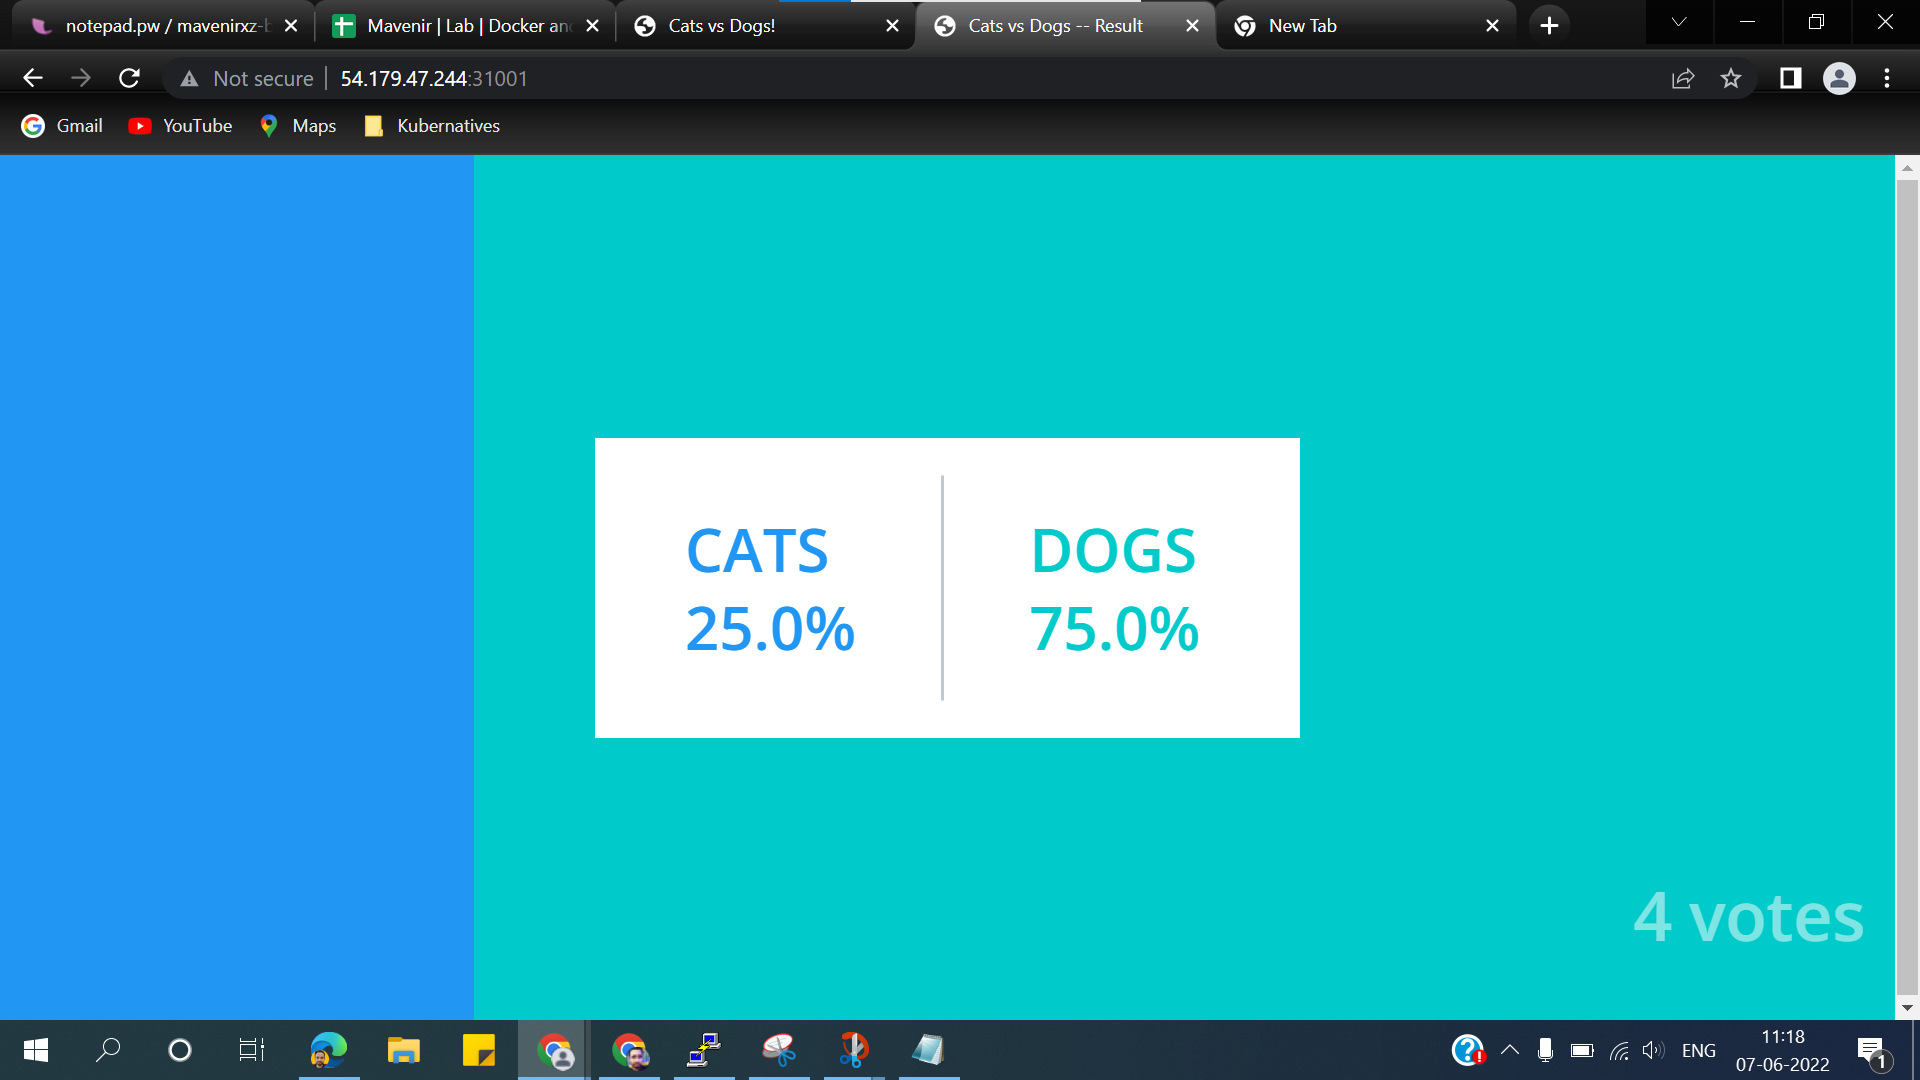 notepad.pw / mavenirxz-b
Mavenir | Lab | Docker an
Cats vs Dogs!
Cats vs Dogs -- Result
New Tab
Not secure
54.179.47.244:31001
Gmail
YouTube
Maps
Kubernatives
CATS
DOGS
25.0%
75.0%
4 votes
ENG
11:18
07-06-2022
1